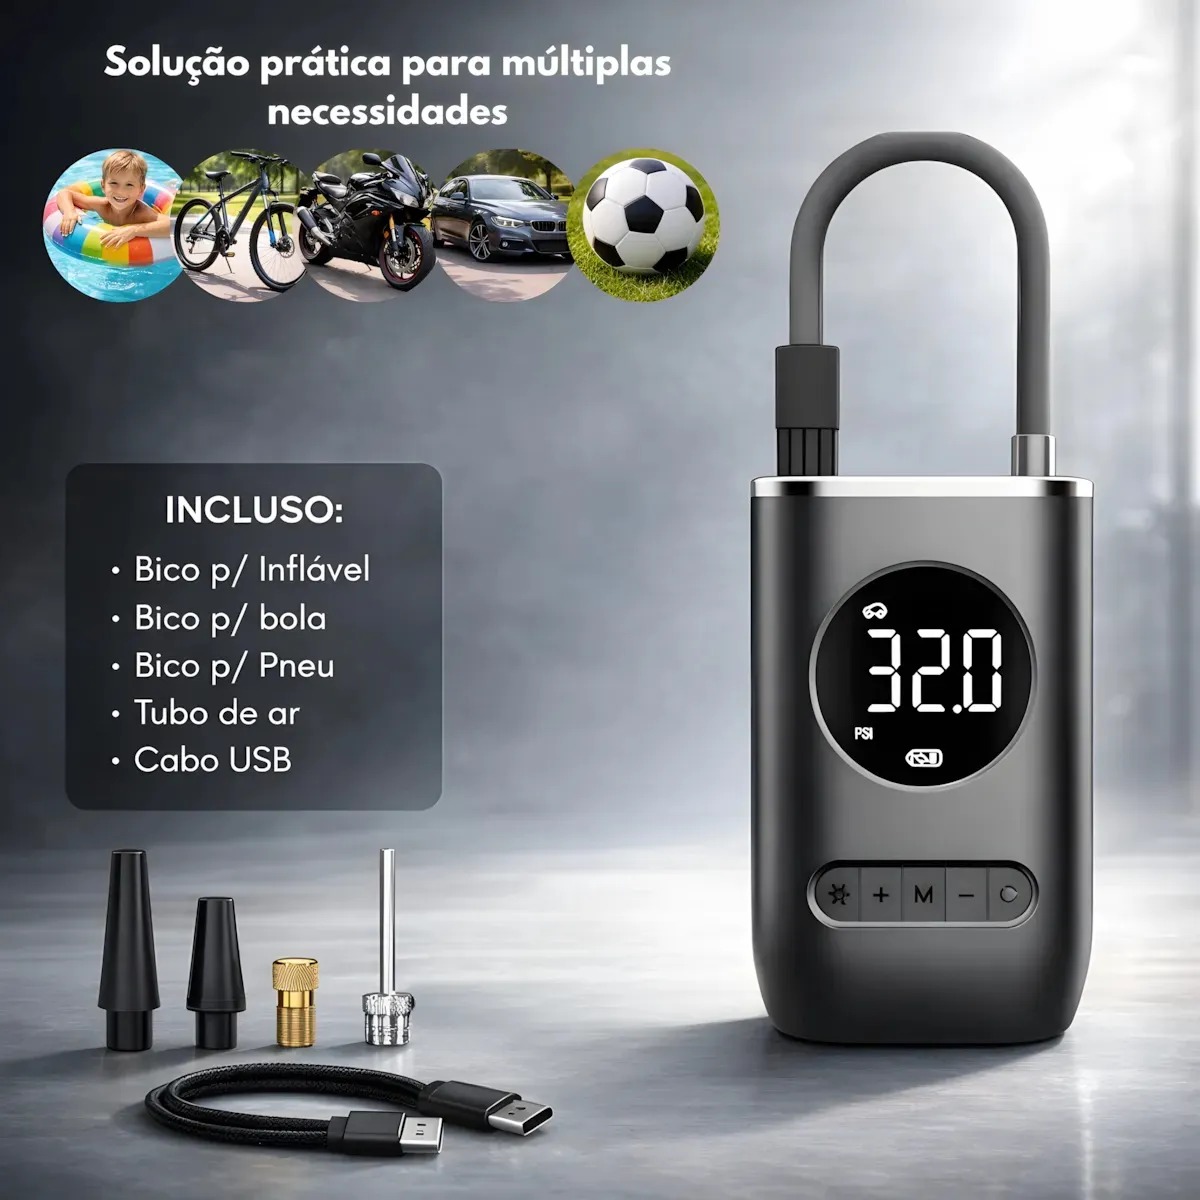 Solução prática para múltiplas
necessidades
INCLUSO:
• Bico p/ Inflável
• Bico p/ bola
• Bico p/ Pneu
• Tubo de ar
• Cabo USB
32.0
PSI
+ M −